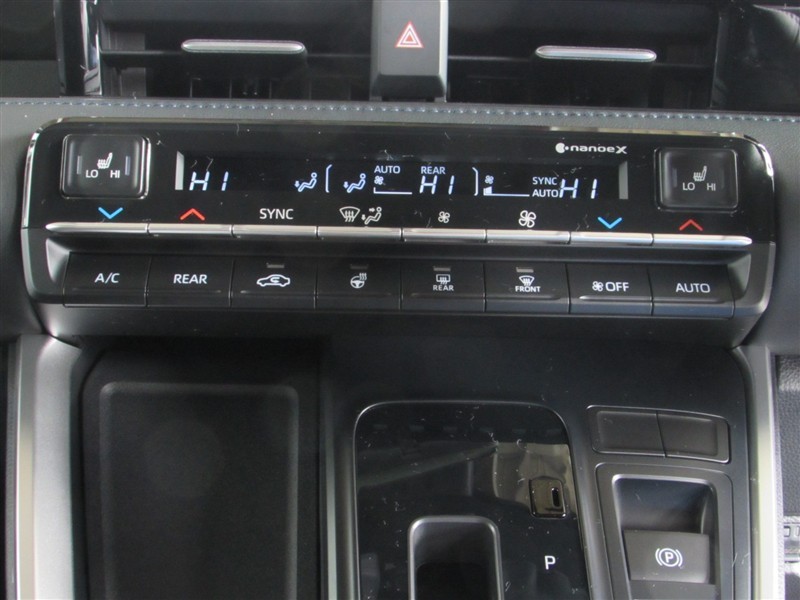 nanoeX
LO HI
HI
AUTO
REAR
HI
SYNC
AUTO
HI
LO HI
SYNC
A/C
REAR
REAR
FRONT
OFF
AUTO
P
P